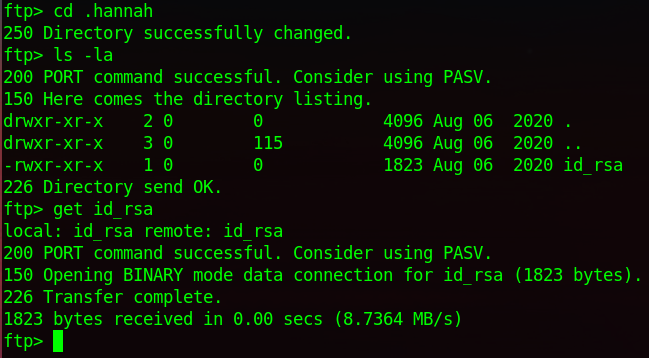 ftp> cd .hannah
250 Directory successfully changed.
ftp> ls -la
200 PORT command successful. Consider using PASV.
150 Here comes the directory listing.
drwxr-xr-x    2 0        0            4096 Aug 06  2020 .
drwxr-xr-x    3 0        115          4096 Aug 06  2020 ..
-rwxr-xr-x    1 0        0            1823 Aug 06  2020 id_rsa
226 Directory send OK.
ftp> get id_rsa
local: id_rsa remote: id_rsa
200 PORT command successful. Consider using PASV.
150 Opening BINARY mode data connection for id_rsa (1823 bytes).
226 Transfer complete.
1823 bytes received in 0.00 secs (8.7364 MB/s)
ftp>